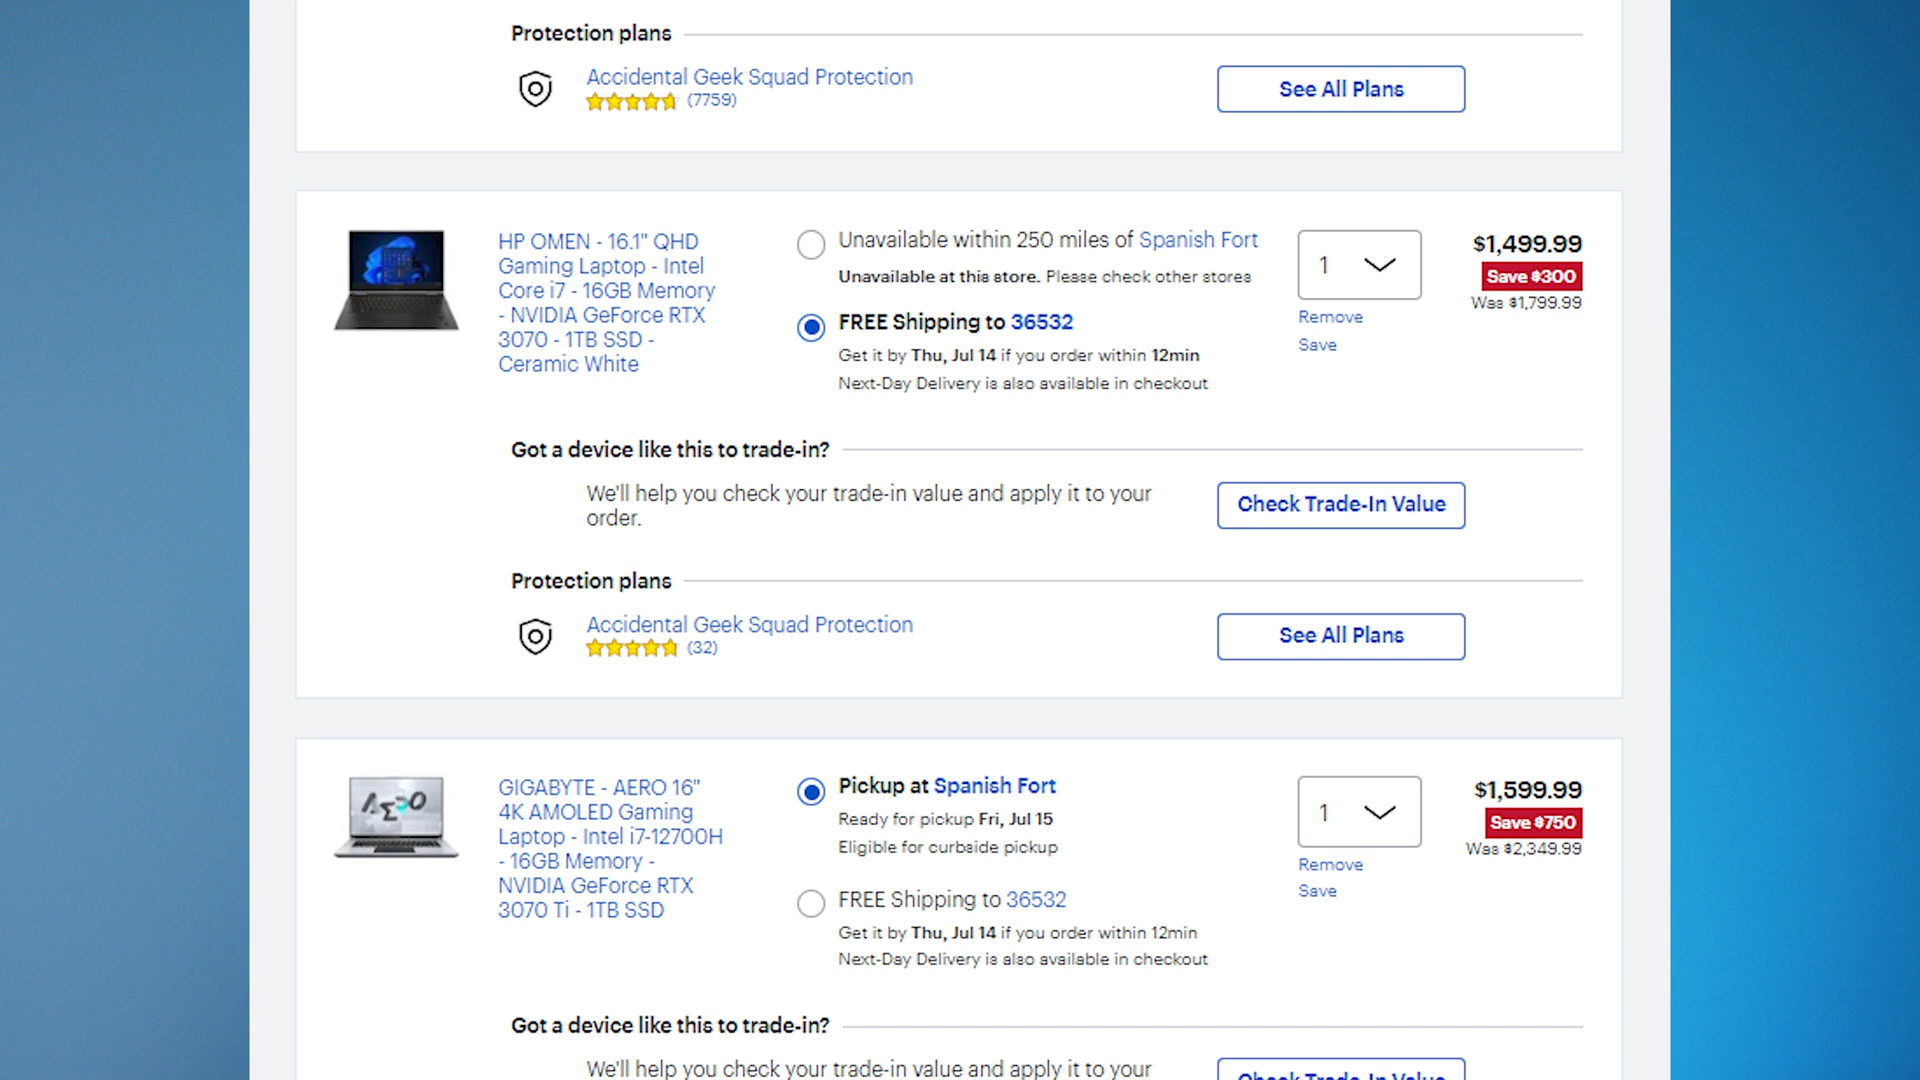 Protection plans
Accidental Geek Squad Protection
(7759)
See All Plans
HP OMEN - 16.1" QHD
Gaming Laptop - Intel
Core i7 - 16GB Memory
- NVIDIA GeForce RTX
3070 - 1TB SSD -
Ceramic White
Unavailable within 250 miles of Spanish Fort
Unavailable at this store. Please check other stores
FREE Shipping to 36532
Get it by Thu, Jul 14 if you order within 12min
Next-Day Delivery is also available in checkout
1
Remove
Save
$1,499.99
Save $300
Was $1,799.99
Got a device like this to trade-in?
We'll help you check your trade-in value and apply it to your
order.
Check Trade-In Value
Protection plans
Accidental Geek Squad Protection
(32)
See All Plans
AERO
GIGABYTE - AERO 16"
4K AMOLED Gaming
Laptop - Intel i7-12700H
- 16GB Memory -
NVIDIA GeForce RTX
3070 Ti - 1TB SSD
Pickup at Spanish Fort
Ready for pickup Fri, Jul 15
Eligible for curbside pickup
FREE Shipping to 36532
Get it by Thu, Jul 14 if you order within 12min
Next-Day Delivery is also available in checkout
1
Remove
Save
$1,599.99
Save $750
Was $2,349.99
Got a device like this to trade-in?
We'll help you check your trade-in value and apply it to your
Check Trade-In Value